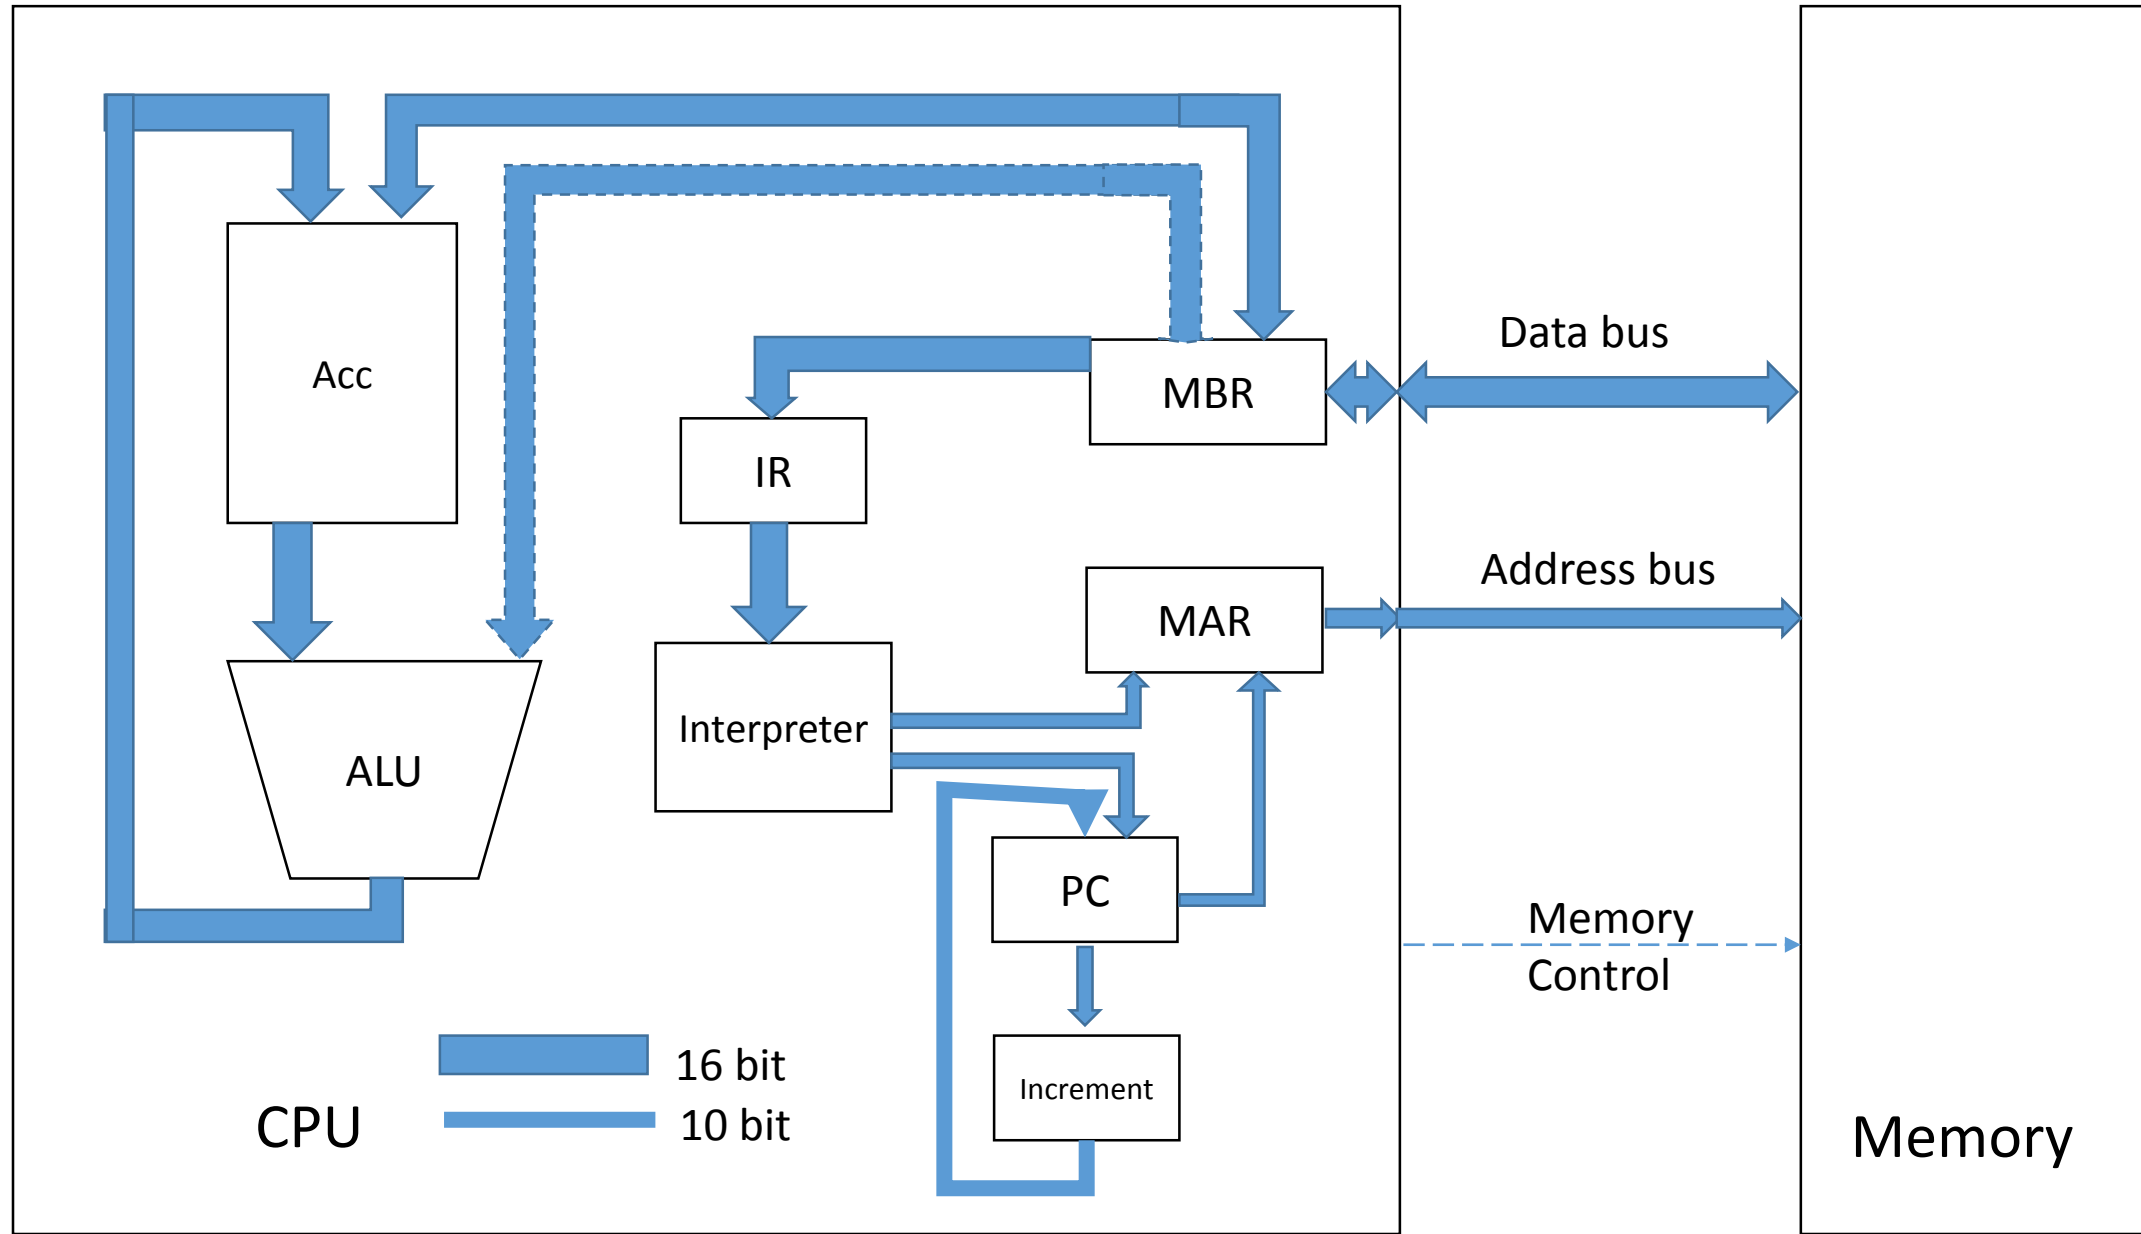 Acc
MBR
Data bus
IR
Address bus
MAR
Interpreter
ALU
PC
Memory
Control
16 bit
Increment
10 bit
CPU
Memory